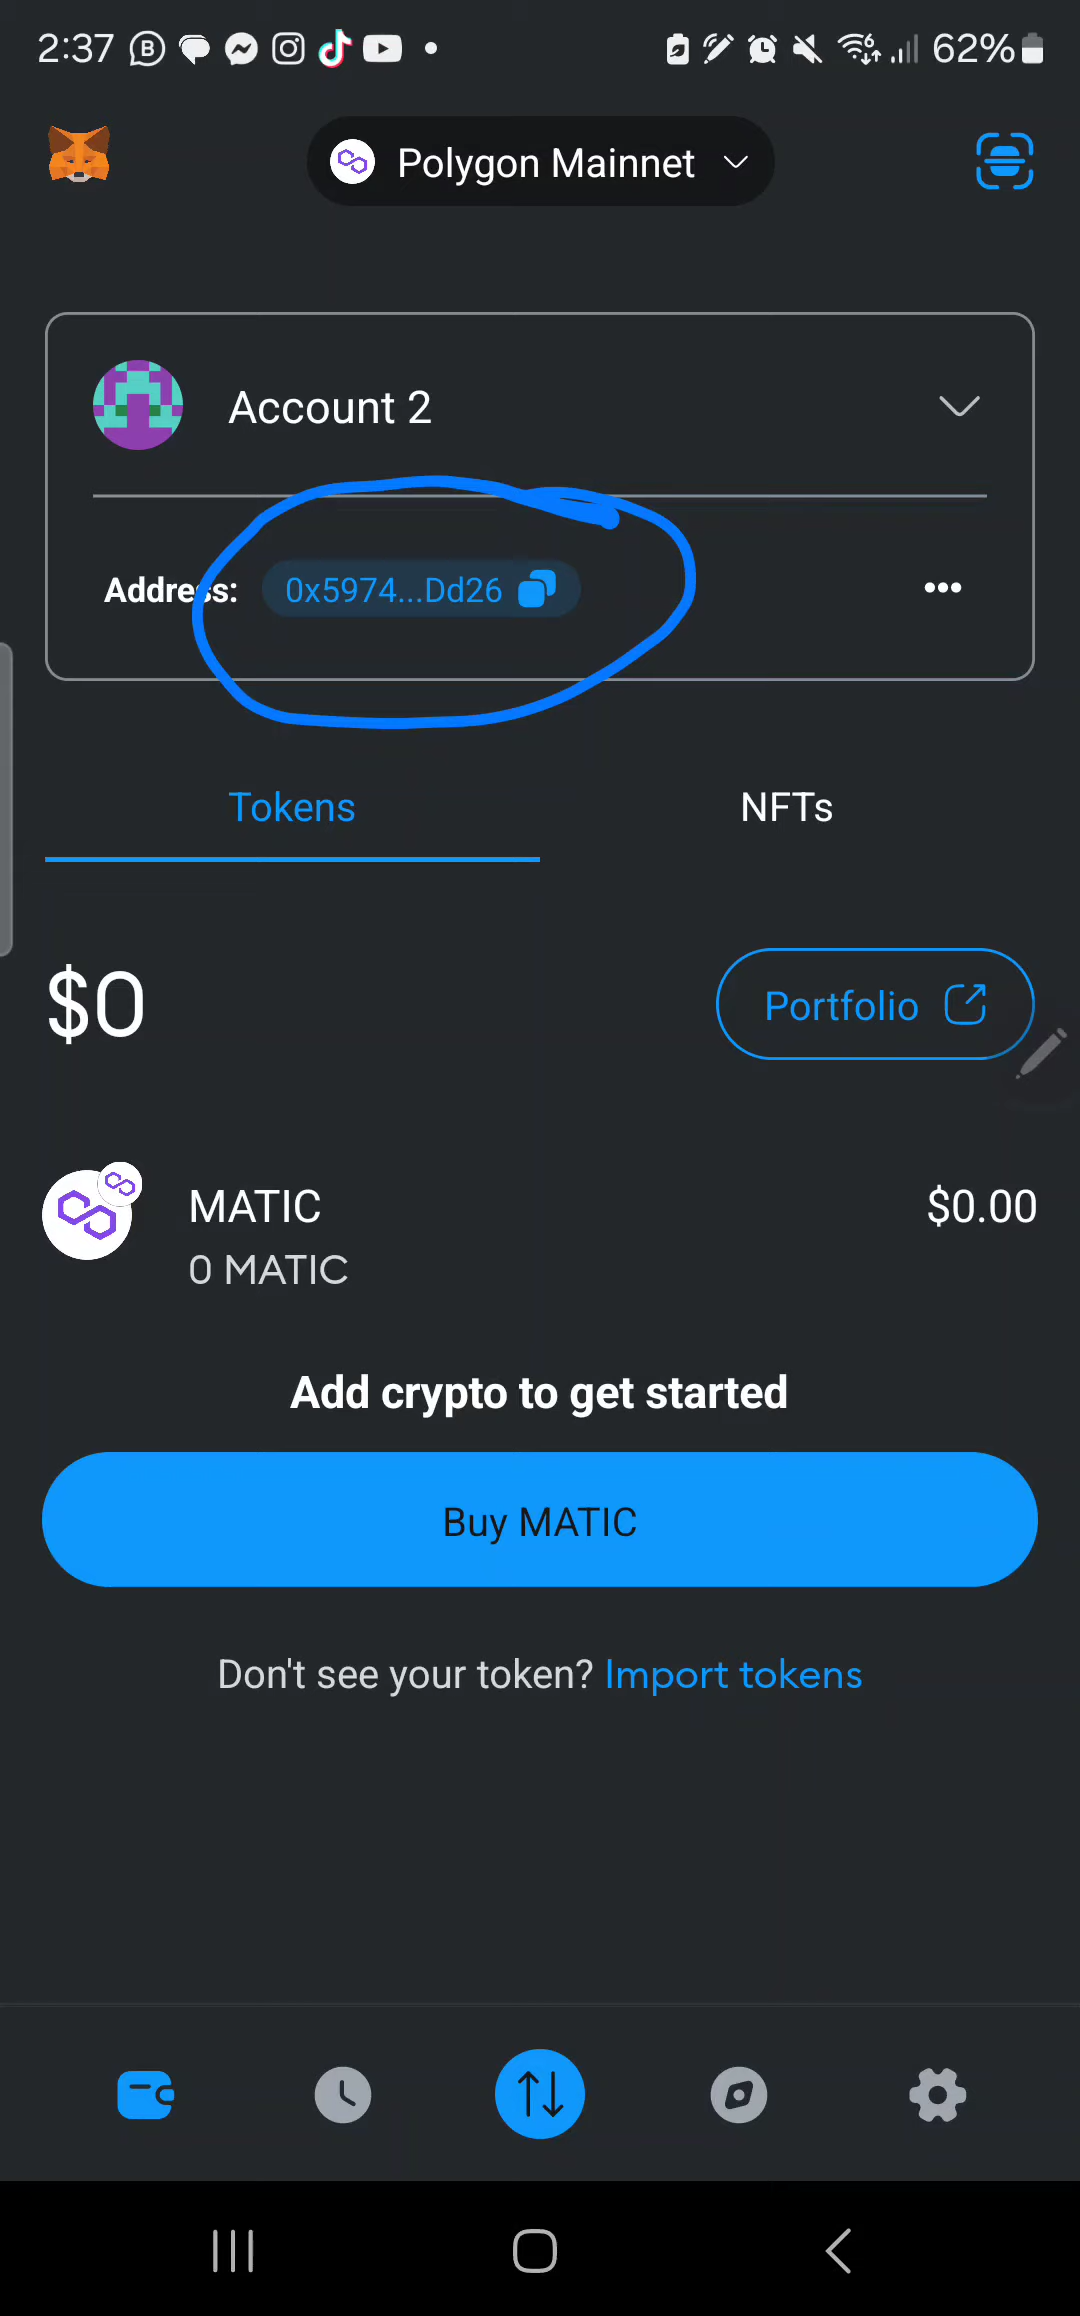 2:37
62%
Polygon Mainnet
Account 2
Address: 0x5974...Dd26
Tokens NFTs
$0
Portfolio
MATIC $0.00
0 MATIC
Add crypto to get started
Buy MATIC
Don't see your token? Import tokens